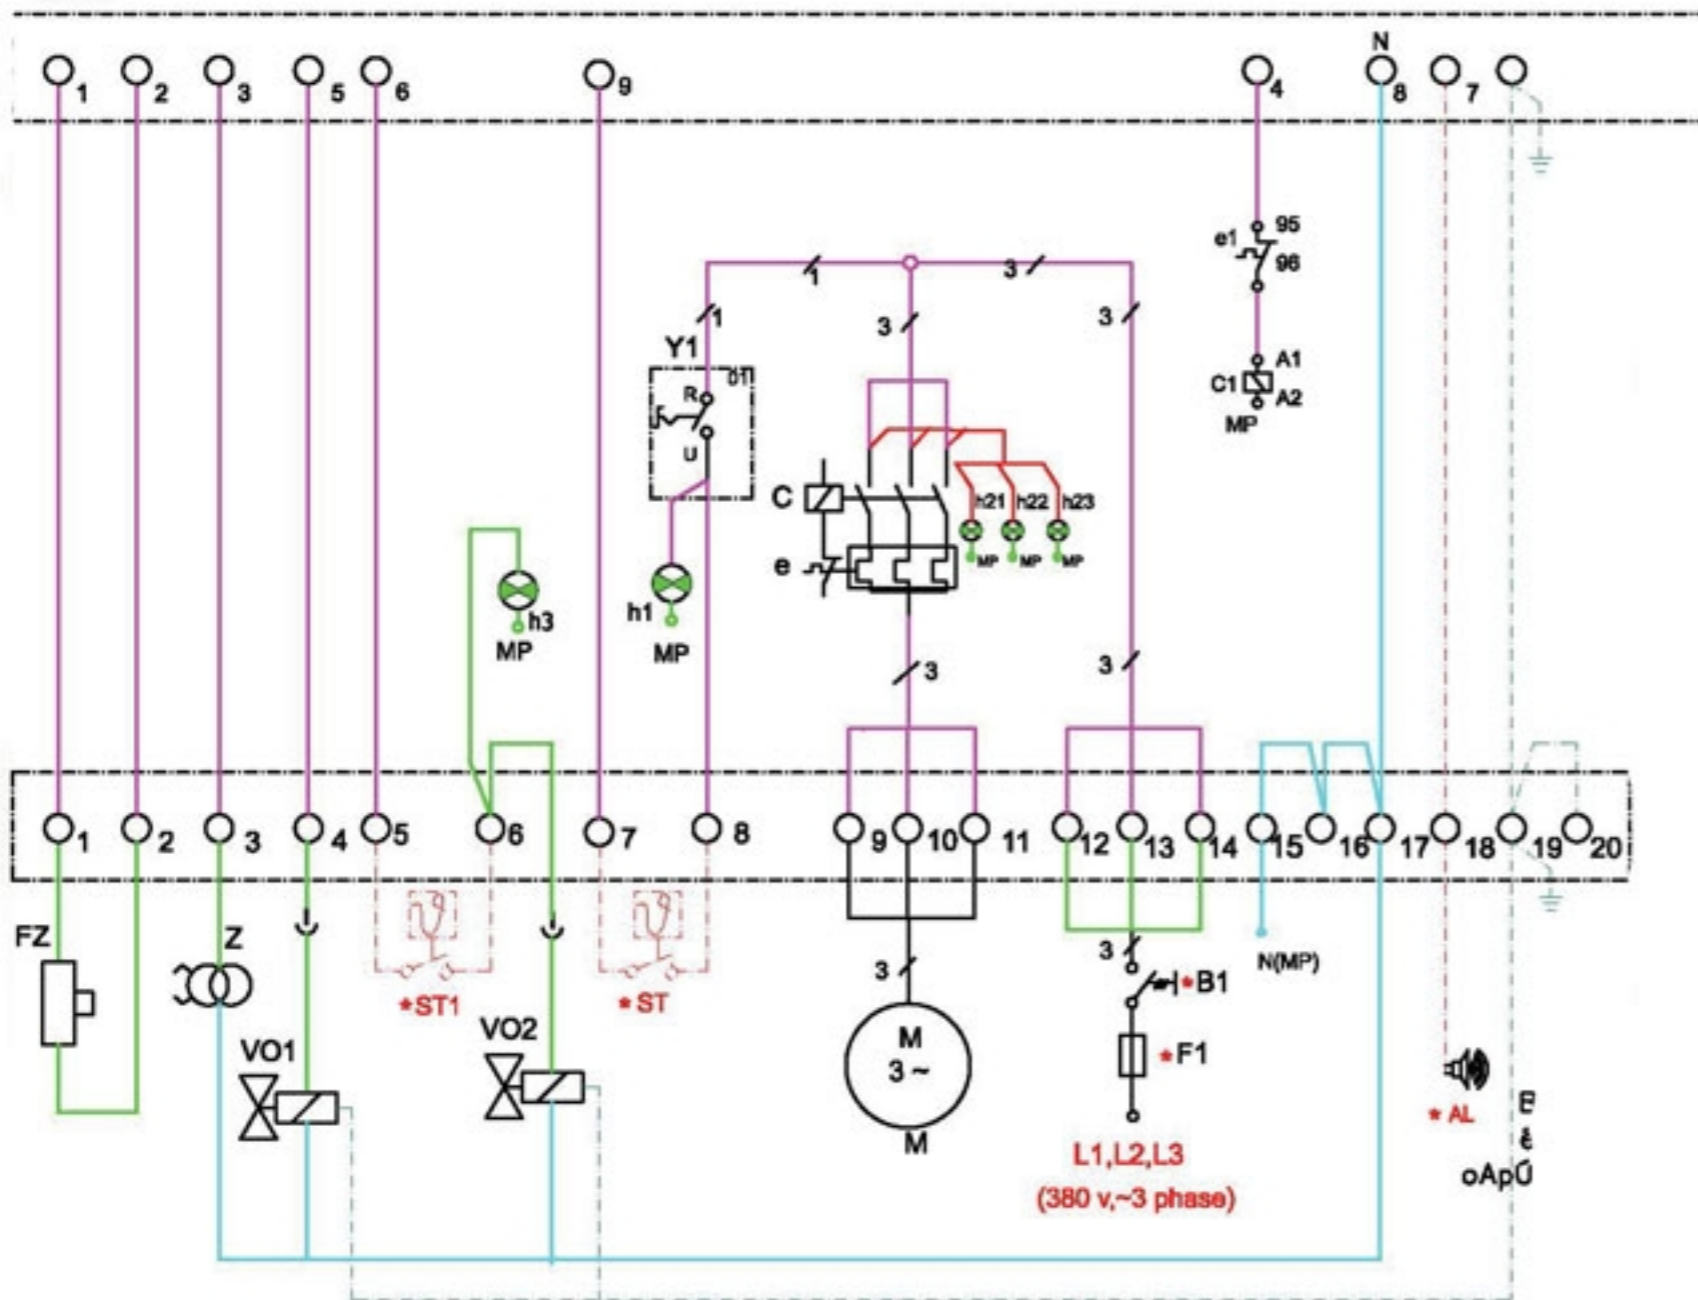 N
1 2 3 5 6 9 4 8 7
95
e1
96
1 3
1 3 3
Y1
01
R
U
A1
C1
A2
MP
C
h21 h22 h23
MP MP MP
e
h3
MP
h1
MP
3
3
1 2 3 4 5 6 7 8 9 10 11 12 13 14 15 16 17 18 19 20
FZ
Z
3
N(MP)
3
*ST1
*ST
*B1
VO2
VO1
M
3 ~
*F1
* AL
M
L1,L2,L3
(380 v,~3 phase)